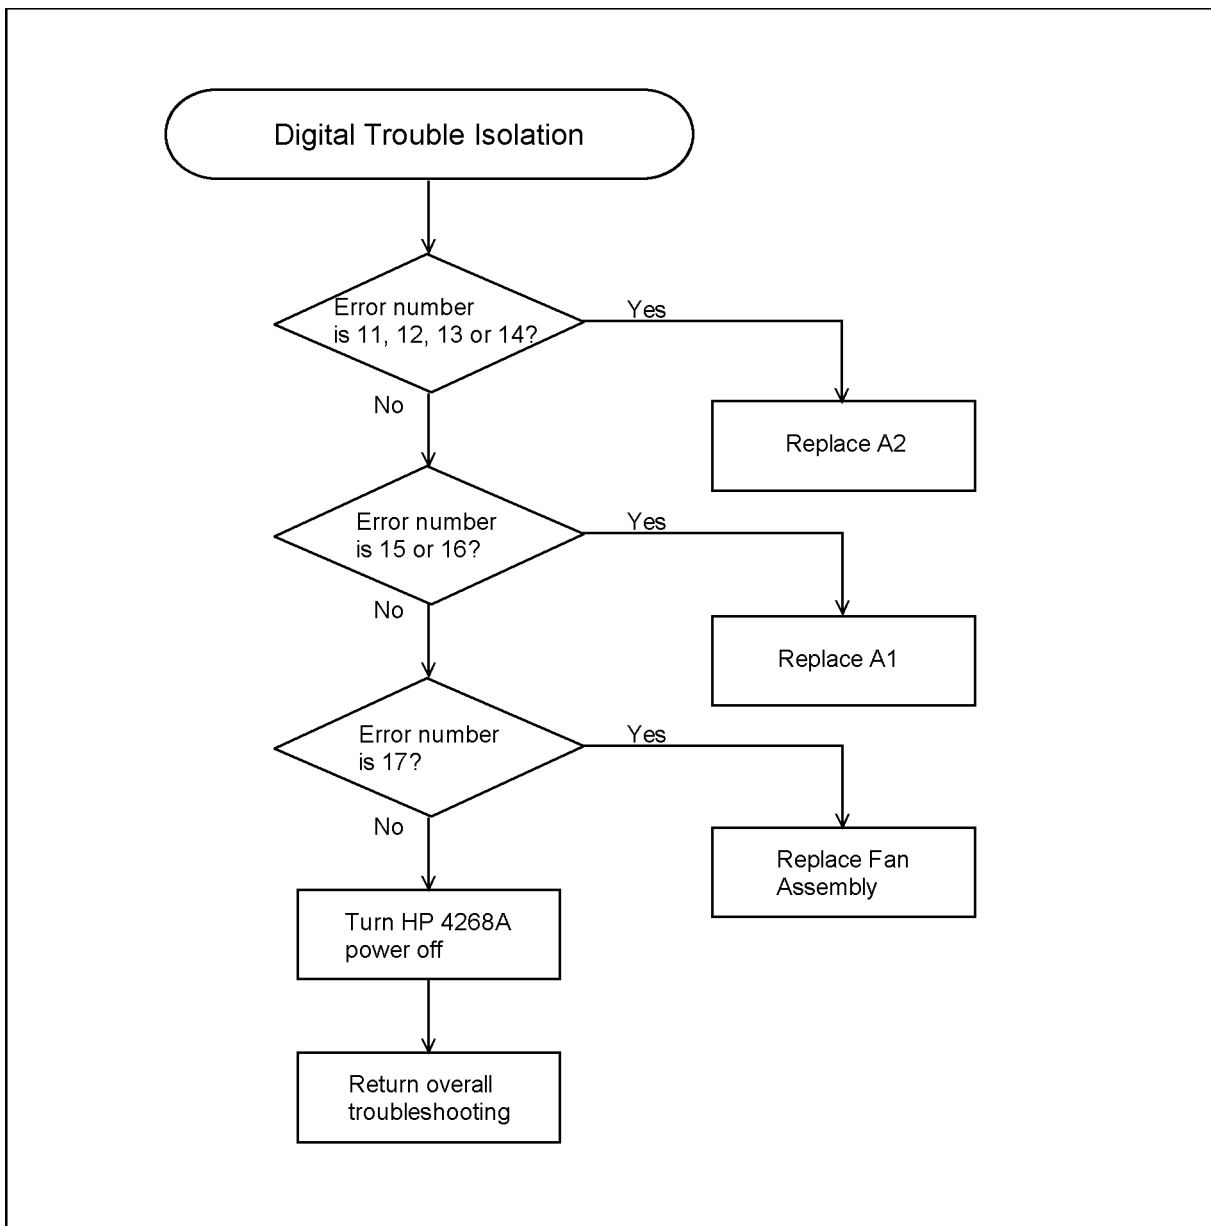 Digital Trouble Isolation
Error number
is 11, 12, 13 or 14?
Yes
No
Replace A2
Error number
is 15 or 16?
Yes
No
Replace A1
Error number
is 17?
Yes
No
Replace Fan
Assembly
Turn HP 4268A
power off
Return overall
troubleshooting